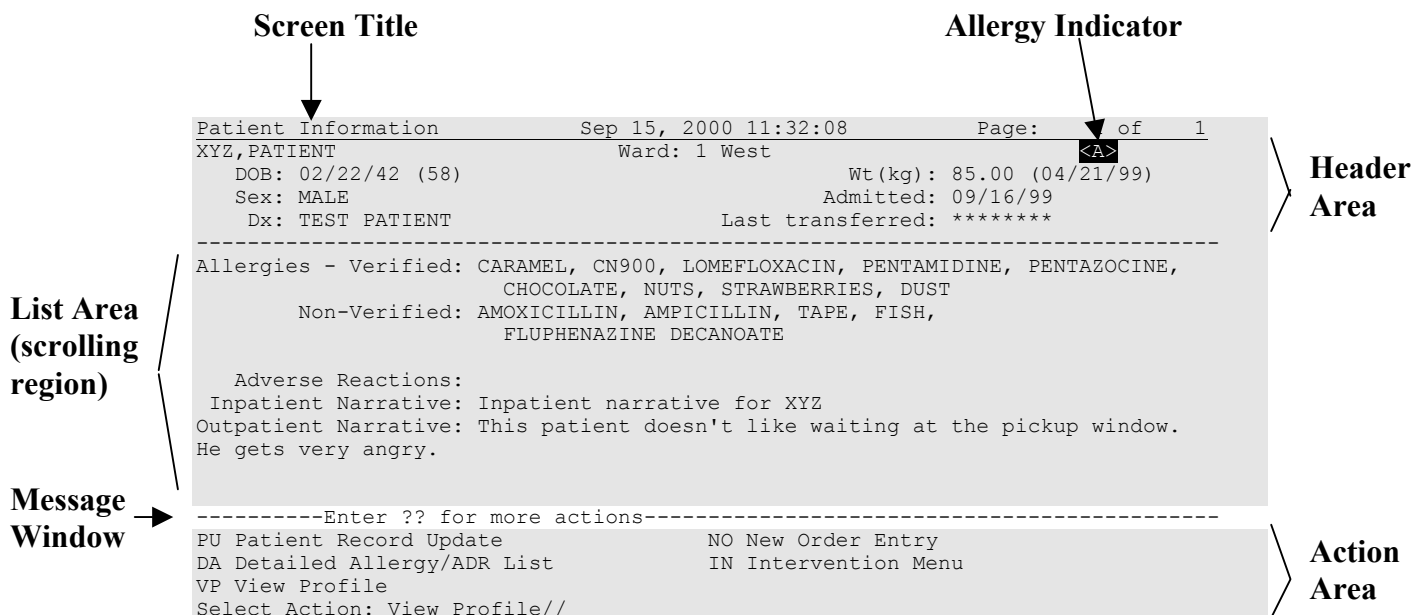 Screen Title
Allergy Indicator
Patient Information Sep 15, 2000 11:32:08 Page: of 1
XYZ,PATIENT Ward: 1 West <A>
DOB: 02/22/42 (58) Wt(kg): 85.00 (04/21/99)
Sex: MALE Admitted: 09/16/99
Dx: TEST PATIENT Last transferred: ********
--------------------------------------------------------------------------------
Header
Area
Allergies - Verified: CARAMEL, CN900, LOMEFLOXACIN, PENTAMIDINE, PENTAZOCINE,
CHOCOLATE, NUTS, STRAWBERRIES, DUST
Non-Verified: AMOXICILLIN, AMPICILLIN, TAPE, FISH,
FLUPHENAZINE DECANOATE
Adverse Reactions:
Inpatient Narrative: Inpatient narrative for XYZ
Outpatient Narrative: This patient doesn't like waiting at the pickup window.
He gets very angry.
List Area
(scrolling
region)
Message
Window
----------Enter ?? for more actions---------------------------------------------
PU Patient Record Update NO New Order Entry
DA Detailed Allergy/ADR List IN Intervention Menu
VP View Profile
Select Action: View Profile//
Action
Area